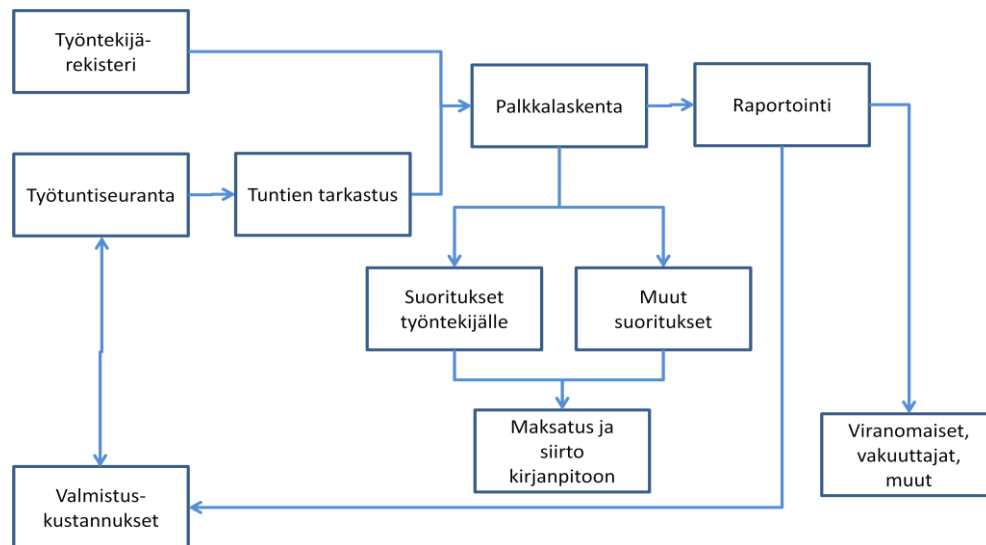 Työntekijä-
rekisteri
Palkkalaskenta
Raportointi
Työtuntiseuranta
Tuntien tarkastus
Suoritukset
työntekijälle
Muut
suoritukset
Maksatus ja
siirto
kirjanpitoon
Viranomaiset,
vakuuttajat,
muut
Valmistus-
kustannukset